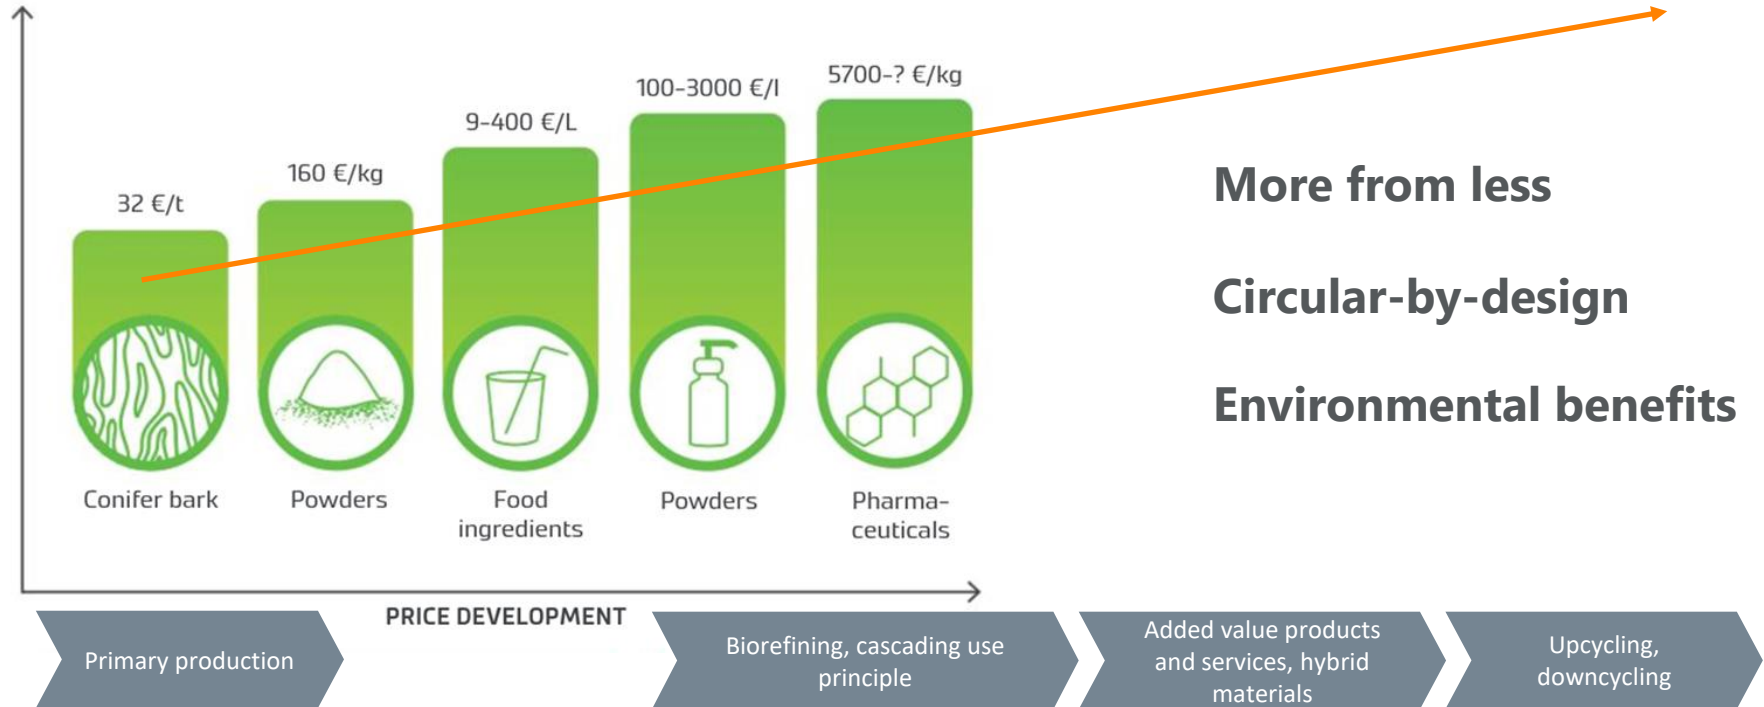 32 €/t
160 €/kg
9-400 €/L
100-3000 €/l
5700-? €/kg
Conifer bark
Powders
Food
ingredients
Powders
Pharma-
ceuticals
PRICE DEVELOPMENT
More from less
Circular-by-design
Environmental benefits
Primary production
Biorefining, cascading use
principle
Added value products
and services, hybrid
materials
Upcycling,
downcycling